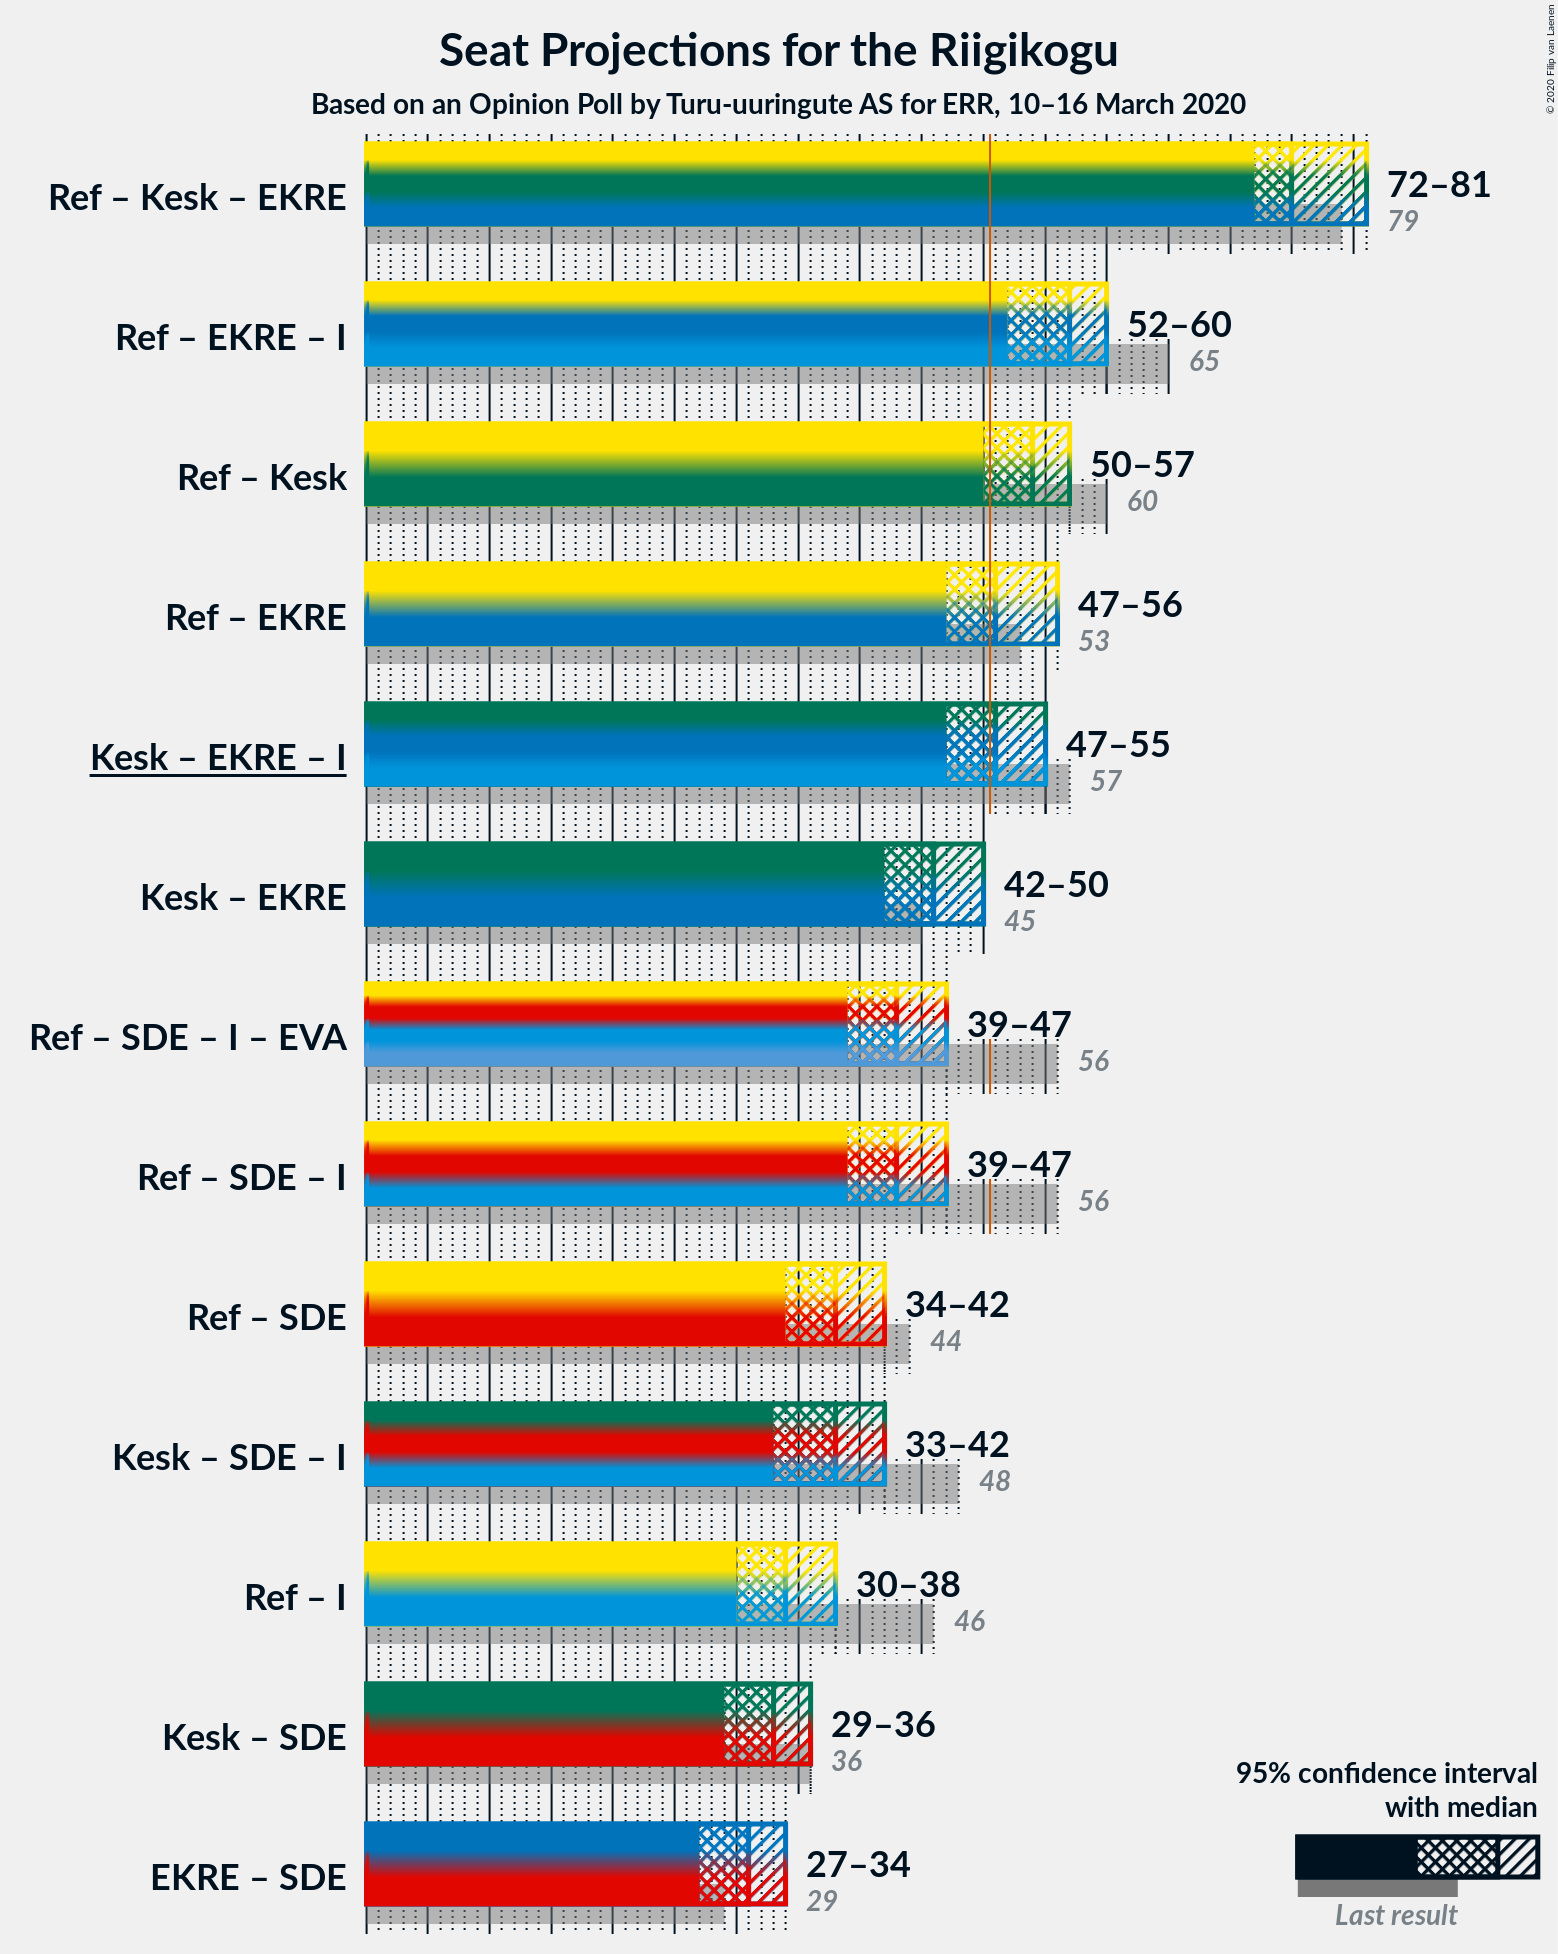 Seat Projections for the Riigikogu
Based on an Opinion Poll by Turu-uuringute AS for ERR, 10–16 March 2020
© 2020 Filip van Laenen
Ref – Kesk – EKRE
72–81
79
Ref – EKRE – I
52–60
65
Ref – Kesk
50–57
60
Ref – EKRE
47–56
53
Kesk – EKRE – I
47–55
57
Kesk – EKRE
42–50
45
Ref – SDE – I – EVA
39–47
56
Ref – SDE – I
39–47
56
Ref – SDE
34–42
44
Kesk – SDE – I
33–42
48
Ref – I
30–38
46
Kesk – SDE
29–36
36
EKRE – SDE
27–34
29
95% confidence interval
with median
Last result